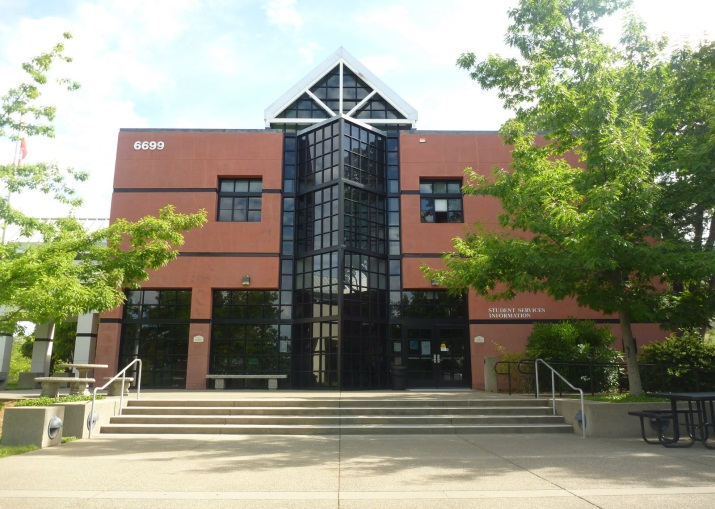 6699
STUDENT SERVICES
INFORMATION